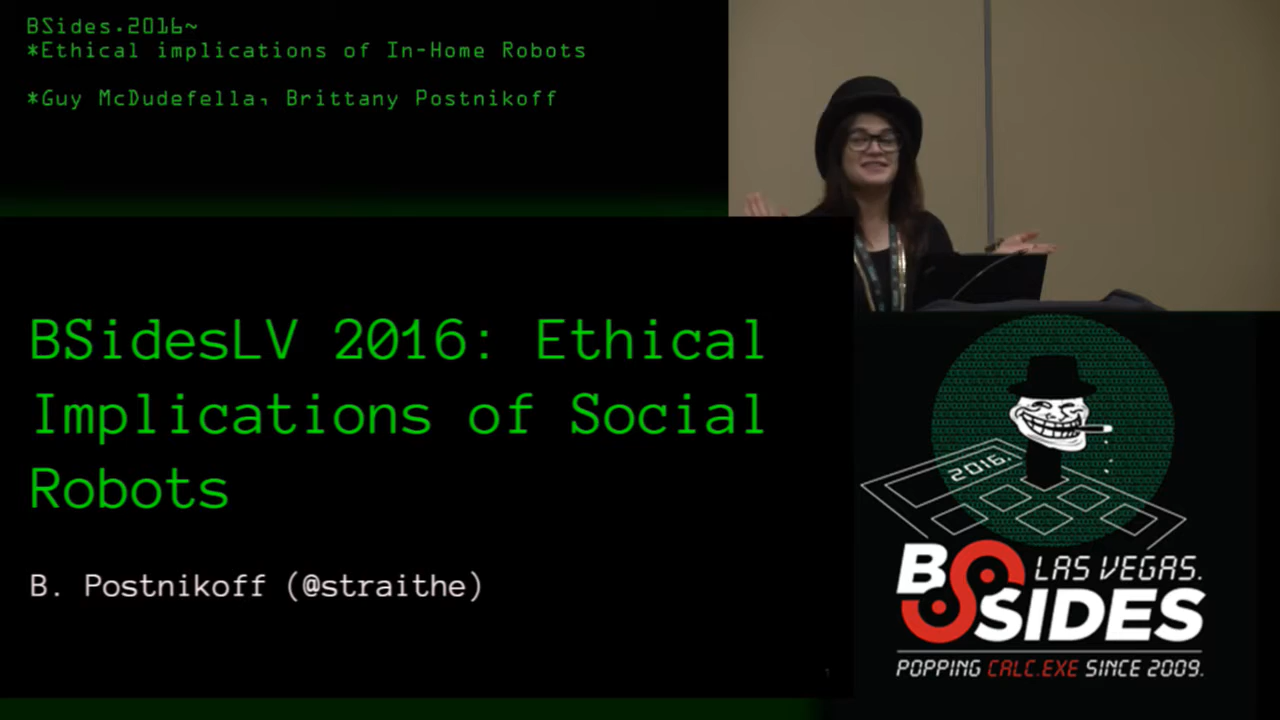 BSides.2016~
*Ethical implications of In-Home Robots
*Guy McDudefella, Brittany Postnikoff
BSidesLV 2016: Ethical
Implications of Social
Robots
B. Postnikoff (@straithe)
1
2016.
BSIDES
LAS VEGAS.
POPPING CALC.EXE SINCE 2009.